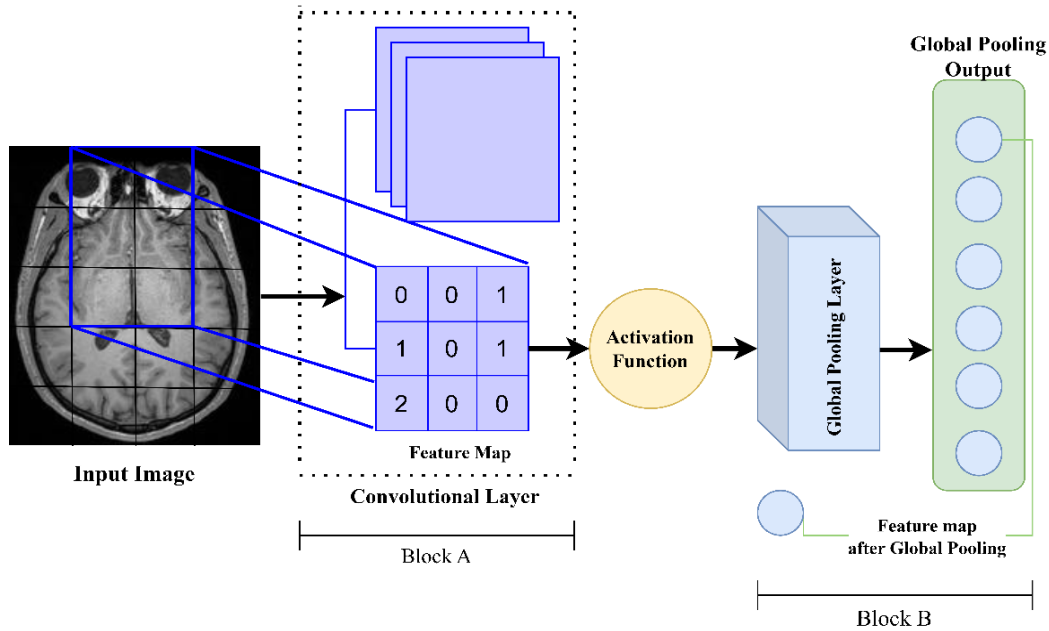 Global Pooling
Output
0 0 1
1 0 1
2 0 0
Feature Map
Convolutional Layer
Block A
Input Image
Activation
Function
Global Pooling Layer
Feature map
after Global Pooling
Block B